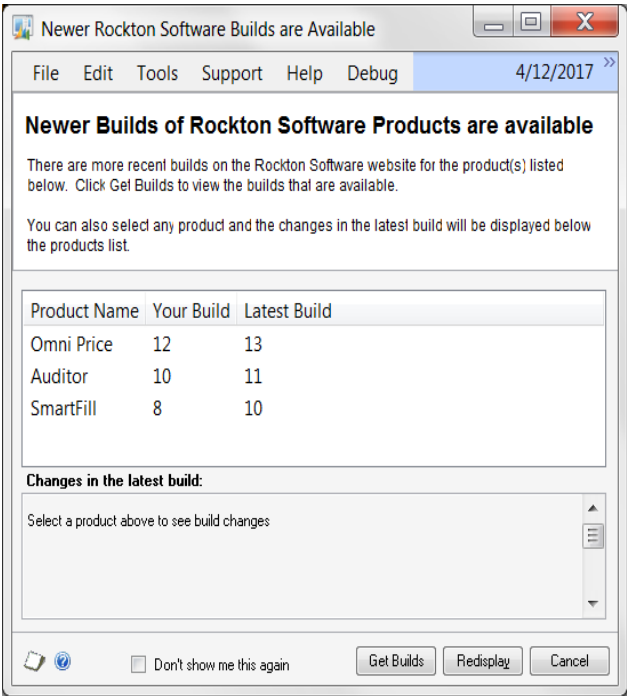 Newer Rockton Software Builds are Available
File Edit Tools Support Help Debug 4/12/2017 »
Newer Builds of Rockton Software Products are available
There are more recent builds on the Rockton Software website for the product(s) listed
below. Click Get Builds to view the builds that are available.
You can also select any product and the changes in the latest build will be displayed below
the products list.
Product Name Your Build Latest Build
Omni Price 12 13
Auditor 10 11
SmartFill 8 10
Changes in the latest build:
Select a product above to see build changes
Don't show me this again Get Builds Redisplay Cancel